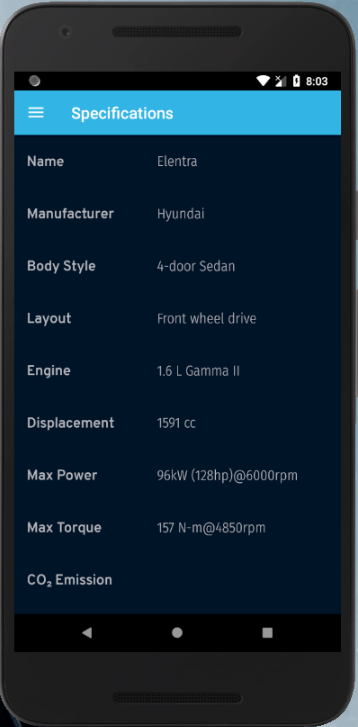 8:03
Specifications
Name Elentra
Manufacturer Hyundai
Body Style 4-door Sedan
Layout Front wheel drive
Engine 1.6 L Gamma II
Displacement 1591 cc
Max Power 96kW (128hp)@6000rpm
Max Torque 157 N-m@4850rpm
CO₂ Emission